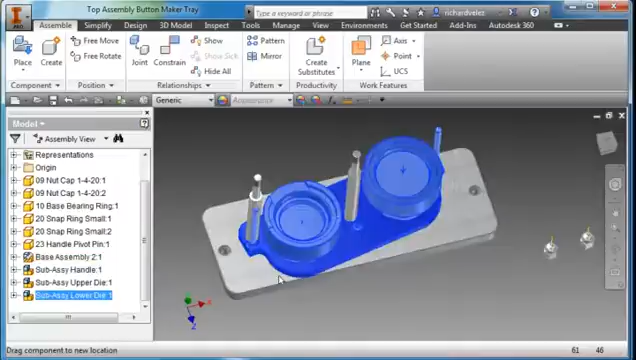 Top Assembly Button Maker Tray
Type a keyword or phrase
richardvelez
Assemble Simplify Design 3D Model Inspect Tools Manage View Environments Get Started Add-Ins Autodesk 360
Place
Create
Free Move
Free Rotate
Joint
Constrain
Show
Show Sick
Hide All
Pattern
Mirror
Create
Substitutes
Plane
Axis
Point
UCS
Component Position Relationships Pattern Productivity Work Features
Generic
Appearance
Model
Assembly View
Representations
Origin
09 Nut Cap 1-4-20:1
09 Nut Cap 1-4-20:2
10 Base Bearing Ring:1
20 Snap Ring Small:1
20 Snap Ring Small:2
23 Handle Pivot Pin:1
Base Assembly 2:1
Sub-Assy Handle:1
Sub-Assy Upper Die:1
Sub-Assy Lower Die:1
Drag component to new location
61 46